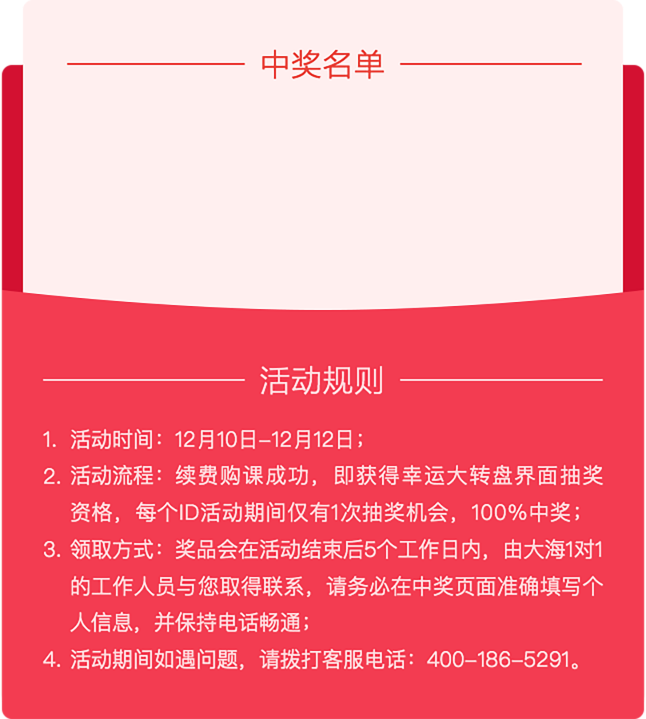 中奖名单
活动规则
1. 活动时间：12月10日–12月12日；
2. 活动流程：续费购课成功，即获得幸运大转盘界面抽奖
资格，每个ID活动期间仅有1次抽奖机会，100%中奖；
3. 领取方式：奖品会在活动结束后5个工作日内，由大海1对1
的工作人员与您取得联系，请务必在中奖页面准确填写个
人信息，并保持电话畅通；
4. 活动期间如遇问题，请拨打客服电话：400–186–5291。